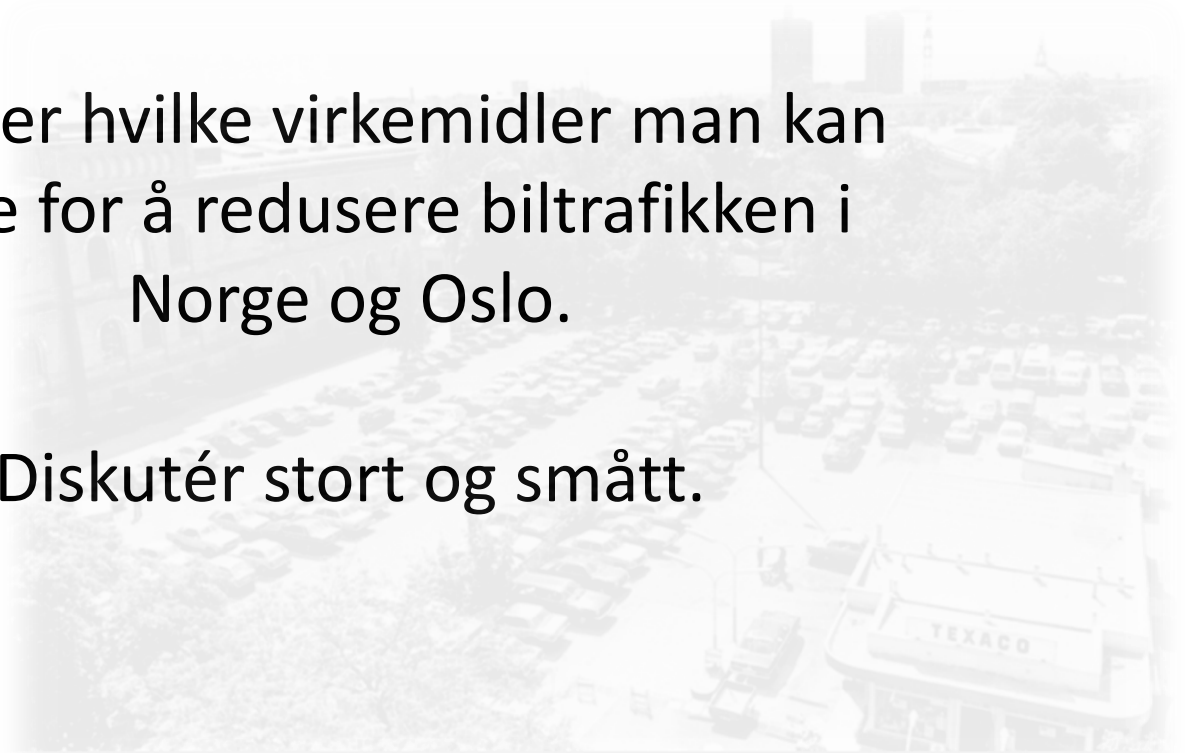 er hvilke virkemidler man kan
e for å redusere biltrafikken i
Norge og Oslo.
Diskutér stort og smått.
TEXACO